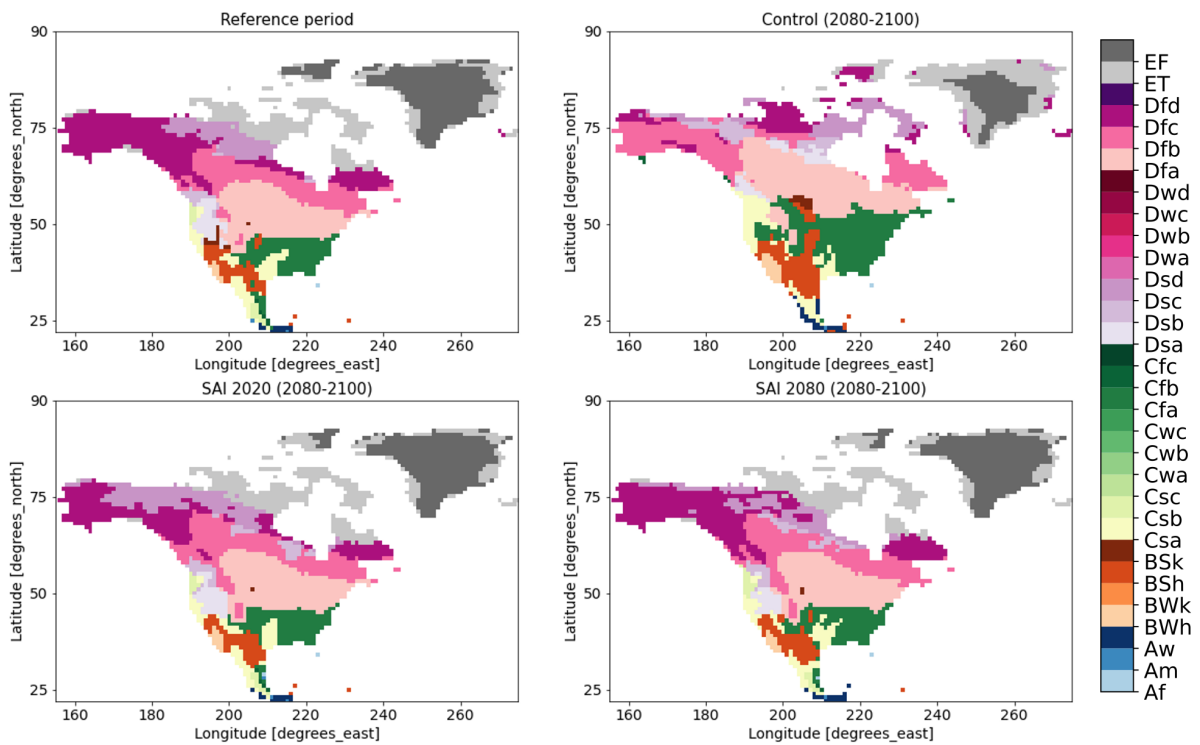 Reference period
Control (2080-2100)
90
75
50
25
Latitude [degrees_north]
160 180 200 220 240 260
Longitude [degrees_east]
90
75
50
25
Latitude [degrees_north]
160 180 200 220 240 260
Longitude [degrees_east]
SAI 2020 (2080-2100)
SAI 2080 (2080-2100)
90
75
50
25
Latitude [degrees_north]
160 180 200 220 240 260
Longitude [degrees_east]
90
75
50
25
Latitude [degrees_north]
160 180 200 220 240 260
Longitude [degrees_east]
EF
ET
Dfd
Dfc
Dfb
Dfa
Dwd
Dwc
Dwb
Dwa
Dsd
Dsc
Dsb
Dsa
Cfc
Cfb
Cfa
Cwc
Cwb
Cwa
Csc
Csb
Csa
BSk
BSh
BWk
BWh
Aw
Am
Af